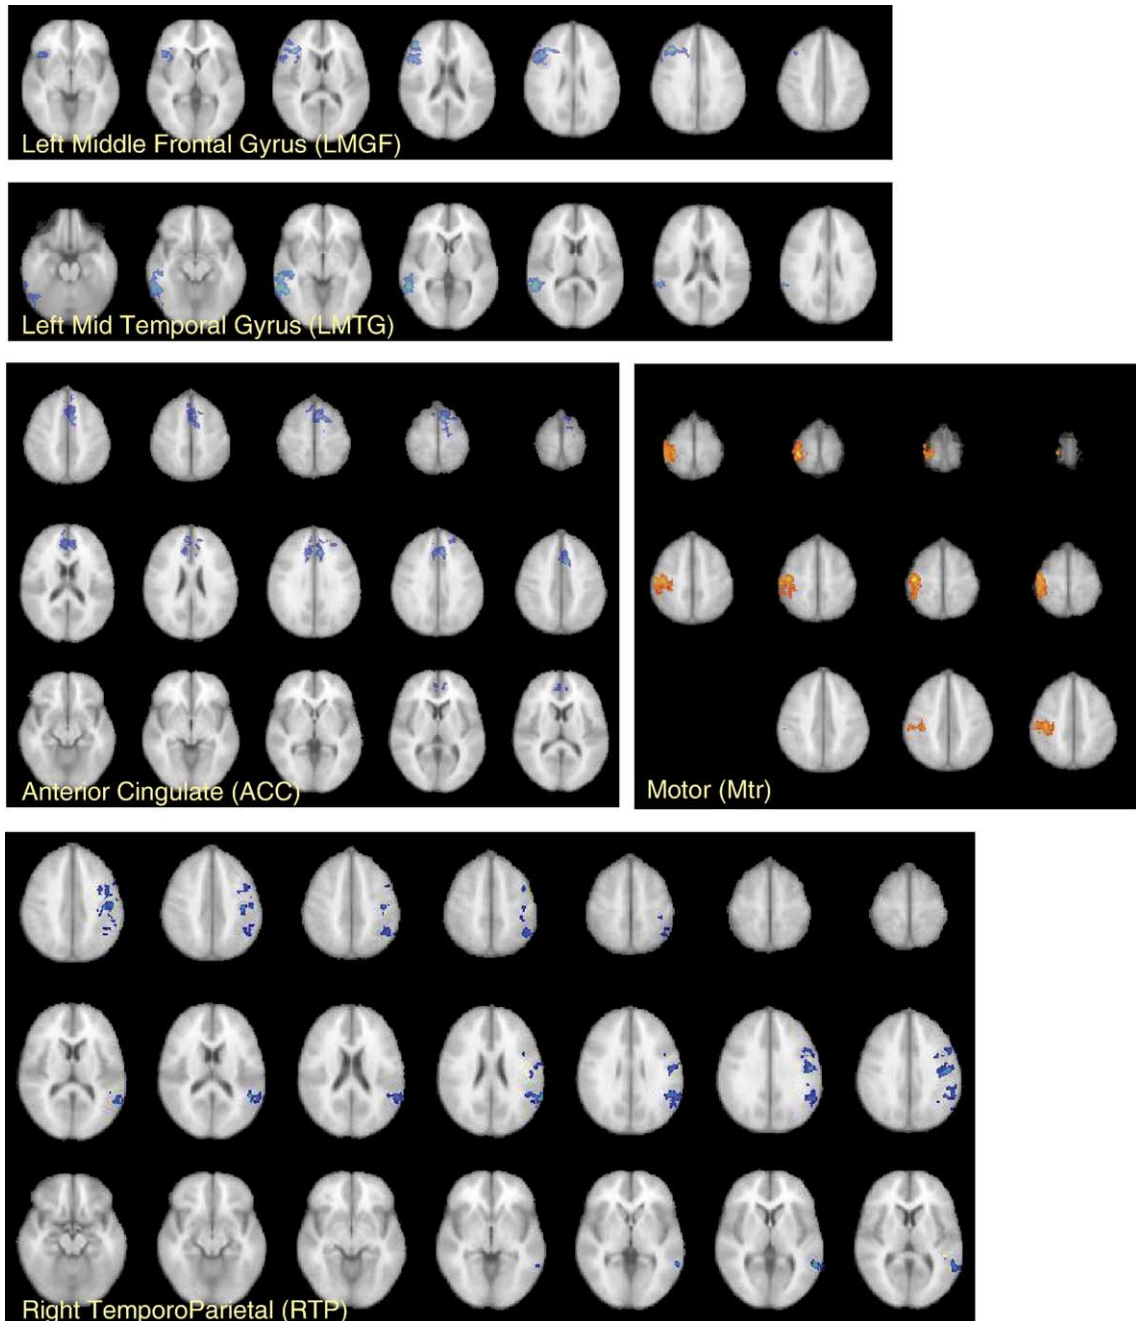 Left Middle Frontal Gyrus (LMGF)
Left Mid Temporal Gyrus (LMTG)
Anterior Cingulate (ACC)
Motor (Mtr)
Right TemporoParietal (RTP)